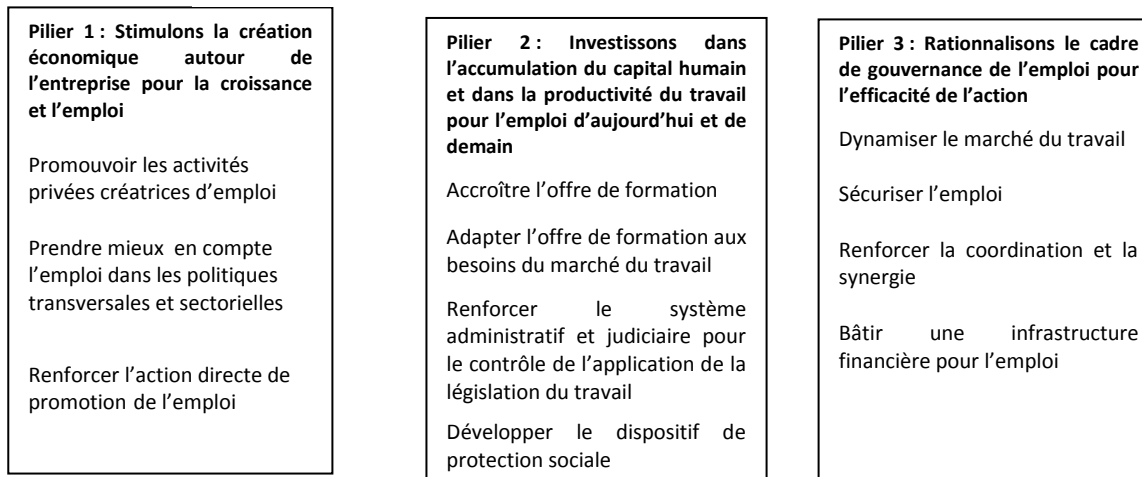 Pilier 1 : Stimulons la création
économique autour de
l’entreprise pour la croissance
et l’emploi
Promouvoir les activités
privées créatrices d’emploi
Prendre mieux en compte
l’emploi dans les politiques
transversales et sectorielles
Renforcer l’action directe de
promotion de l’emploi
Pilier 2 : Investissons dans
l’accumulation du capital humain
et dans la productivité du travail
pour l’emploi d’aujourd’hui et de
demain
Accroître l’offre de formation
Adapter l’offre de formation aux
besoins du marché du travail
Renforcer le système
administratif et judiciaire pour
le contrôle de l’application de la
législation du travail
Développer le dispositif de
protection sociale
Pilier 3 : Rationnalisons le cadre
de gouvernance de l’emploi pour
l’efficacité de l’action
Dynamiser le marché du travail
Sécuriser l’emploi
Renforcer la coordination et la
synergie
Bâtir une infrastructure
financière pour l’emploi